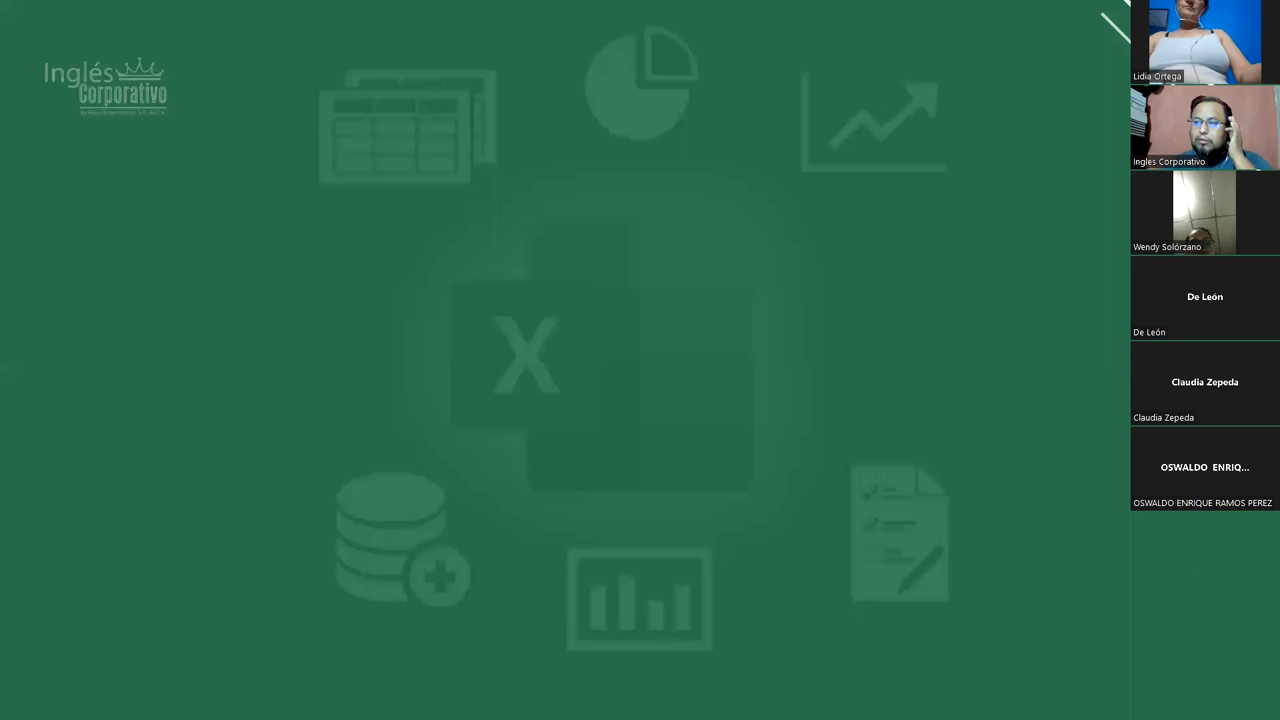 Inglés
Corporativo
X
Lidia Ortega
Ingles Corporativo
Wendy Solórzano
De León
De León
Claudia Zepeda
Claudia Zepeda
OSWALDO ENRIQ...
OSWALDO ENRIQUE RAMOS PEREZ